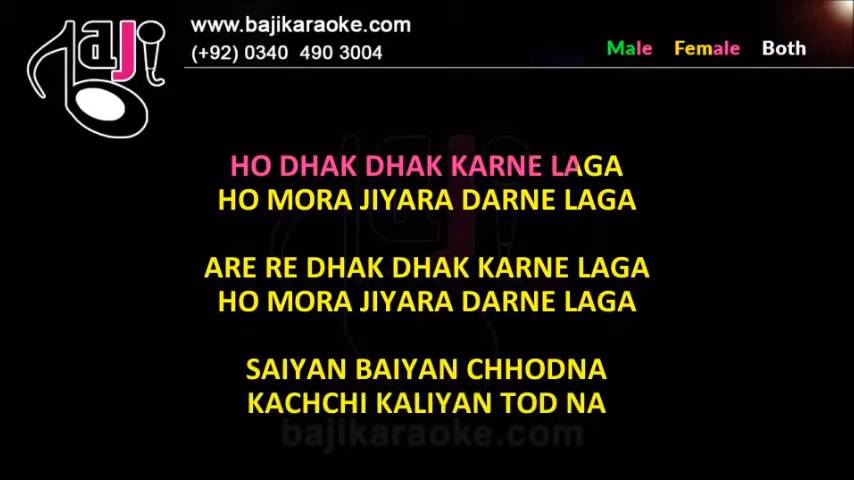 baji
www.bajikaraoke.com
(+92) 0340 490 3004
Male Female Both
HO DHAK DHAK KARNE LAGA
HO MORA JIYARA DARNE LAGA
ARE RE DHAK DHAK KARNE LAGA
HO MORA JIYARA DARNE LAGA
SAIYAN BAIYAN CHHODNA
KACHCHI KALIYAN TOD NA
bajikaraoke.com